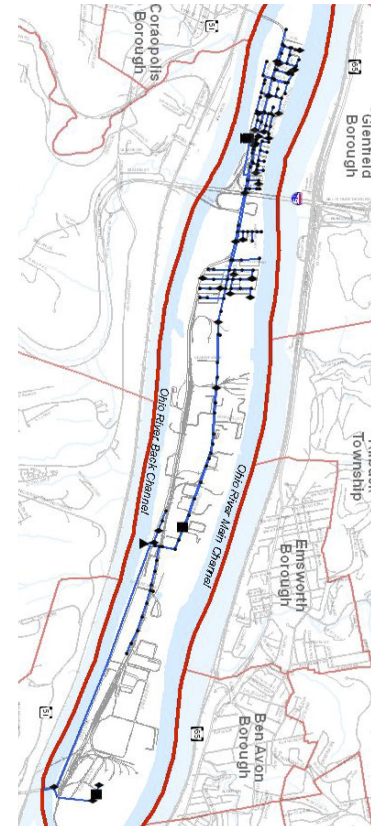 Coraopolis
Borough
51
65
Glenfield
Borough
Township
Ohio River Back Channel
Ohio River Main Channel
Emsworth
Borough
51
65
Ben Avon
Borough